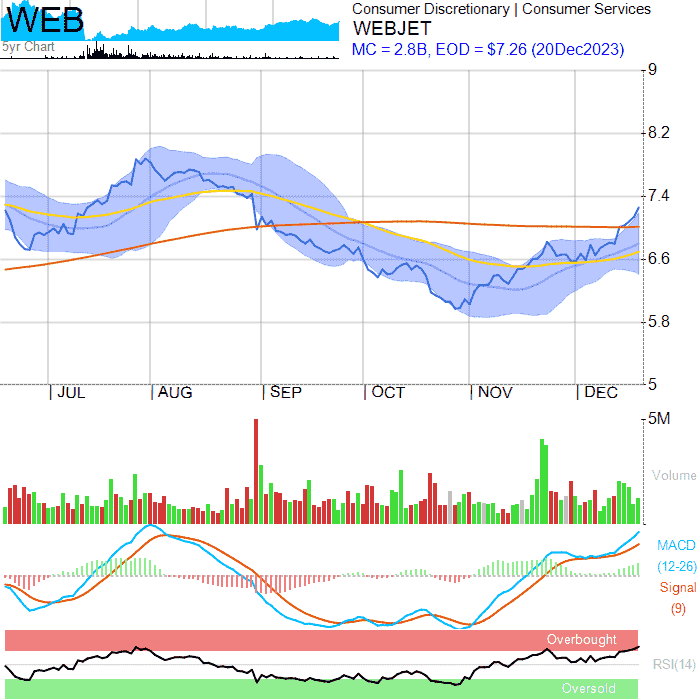 WEB
5yr Chart
Consumer Discretionary | Consumer Services
WEBJET
MC = 2.8B, EOD = $7.26 (20Dec2023)
9
8.2
7.4
6.6
5.8
5
JUL AUG SEP OCT NOV DEC
5M
Volume
MACD
(12-26)
Signal
(9)
Overbought
RSI(14)
Oversold